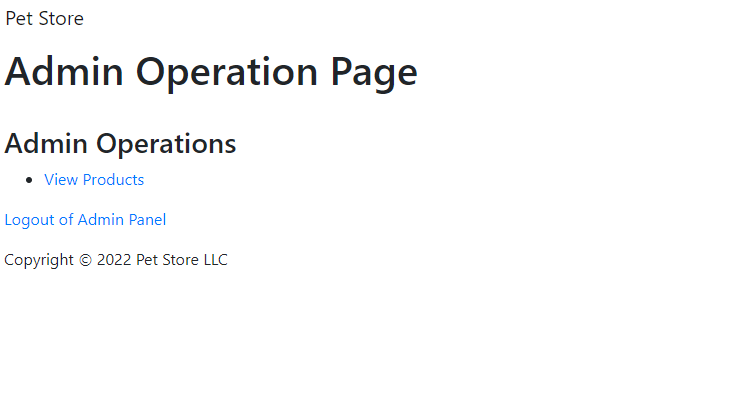 Pet Store
Admin Operation Page
Admin Operations
View Products
Logout of Admin Panel
Copyright © 2022 Pet Store LLC